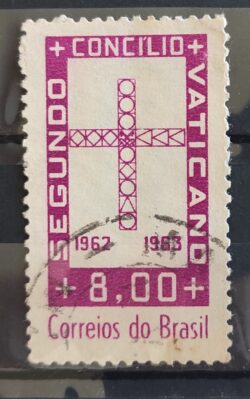 + CONCÍLIO +
SEGUNDO
VATICANO
1962 1963
+ 8,00 +
Correios do Brasil